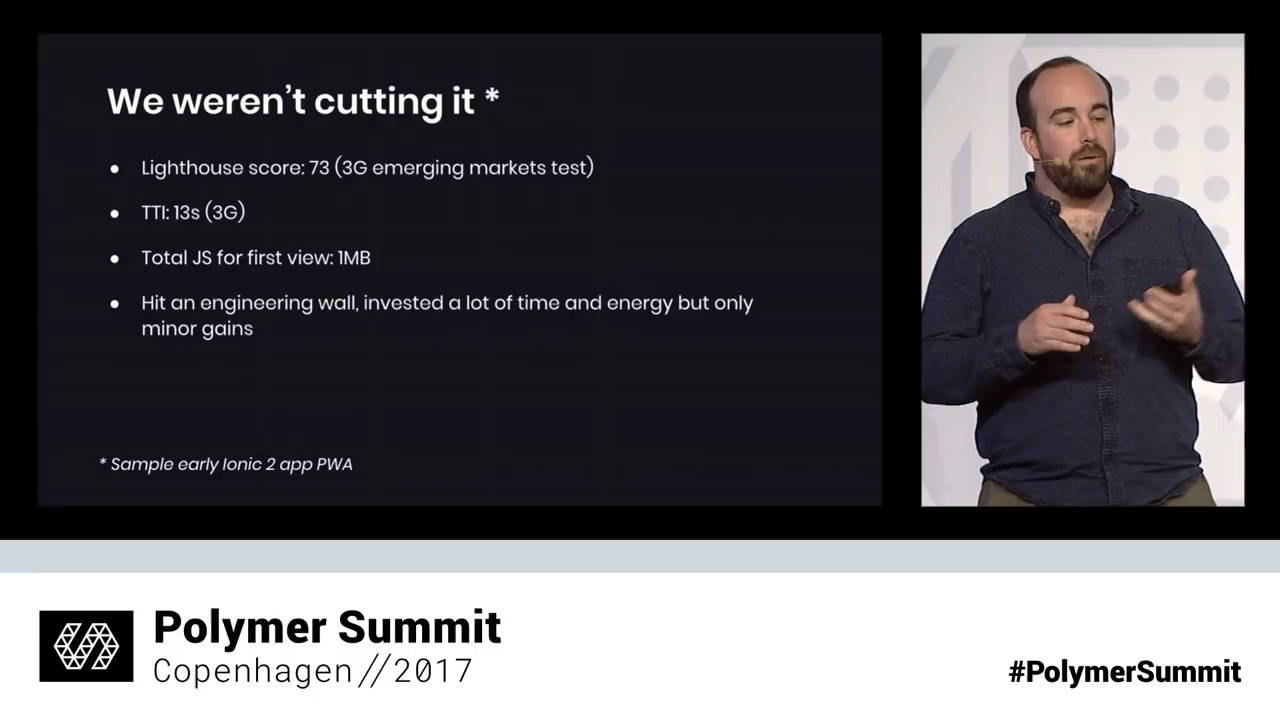 We weren't cutting it *
● Lighthouse score: 73 (3G emerging markets test)
● TTI: 13s (3G)
● Total JS for first view: 1MB
● Hit an engineering wall, invested a lot of time and energy but only
minor gains
* Sample early Ionic 2 app PWA
Polymer Summit
Copenhagen//2017
#PolymerSummit